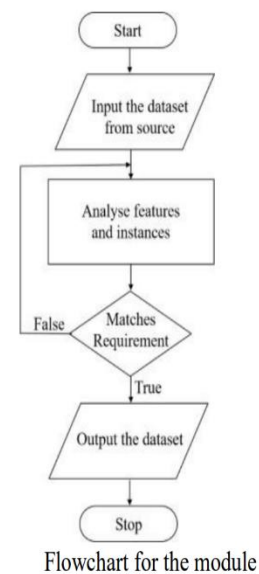 Start
Input the dataset
from source
Analyse features
and instances
False
Matches
Requirement
True
Output the dataset
Stop
Flowchart for the module